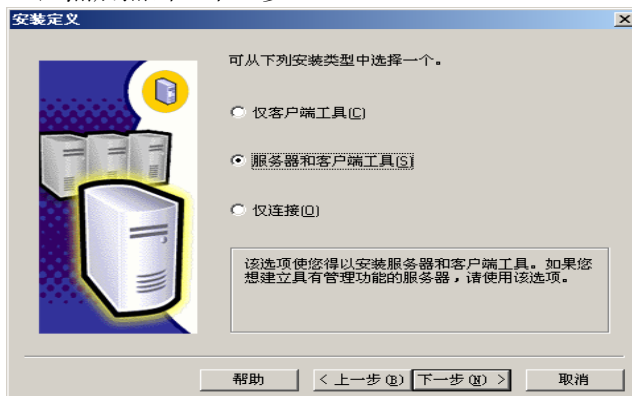 安装定义
可从下列安装类型中选择一个。
仅客户端工具(C)
服务器和客户端工具(S)
仅连接(O)
该选项使您得以安装服务器和客户端工具。如果您
想建立具有管理功能的服务器，请使用该选项。
帮助
< 上一步(B)
下一步(N) >
取消